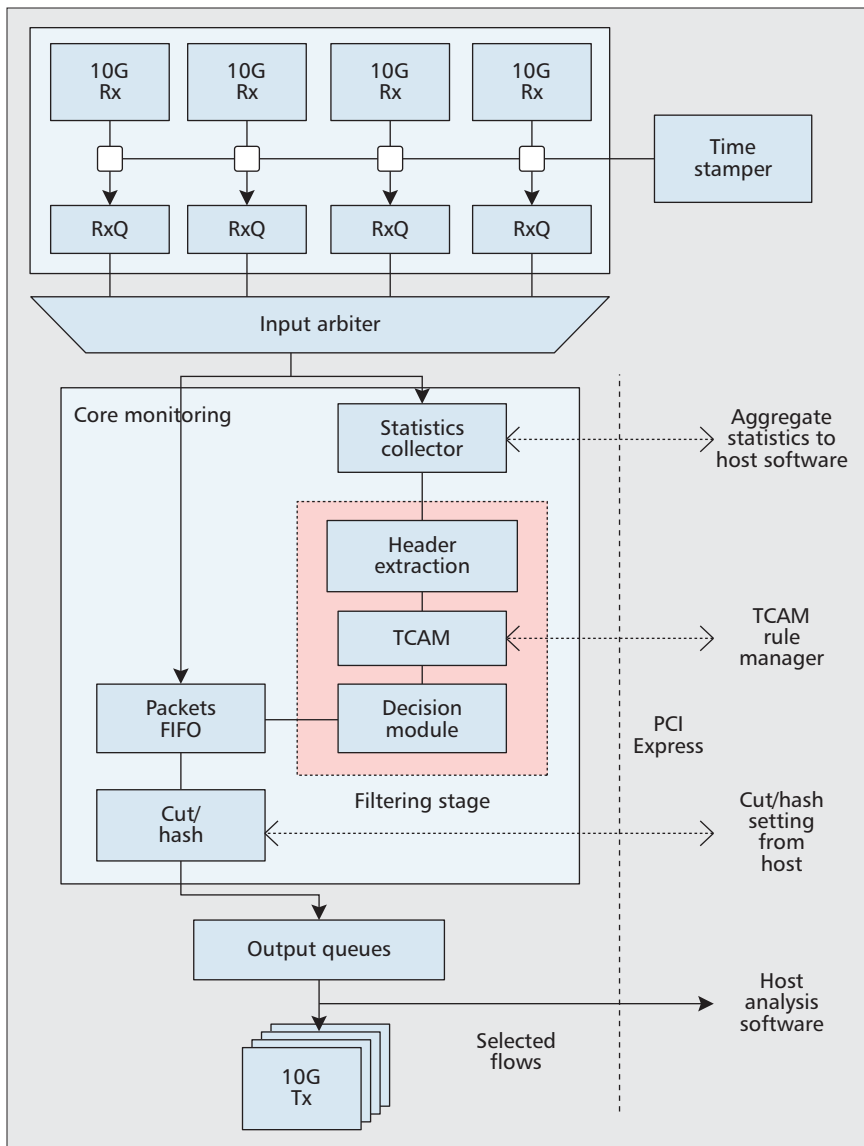 10G
Rx
10G
Rx
10G
Rx
10G
Rx
Time
stamper
RxQ
RxQ
RxQ
RxQ
Input arbiter
Core monitoring
Statistics
collector
Aggregate
statistics to
host software
Header
extraction
TCAM
TCAM
rule
manager
Packets
FIFO
Decision
module
PCI
Express
Filtering stage
Cut/
hash
Cut/hash
setting
from
host
Output queues
Host
analysis
software
Selected
flows
10G
Tx